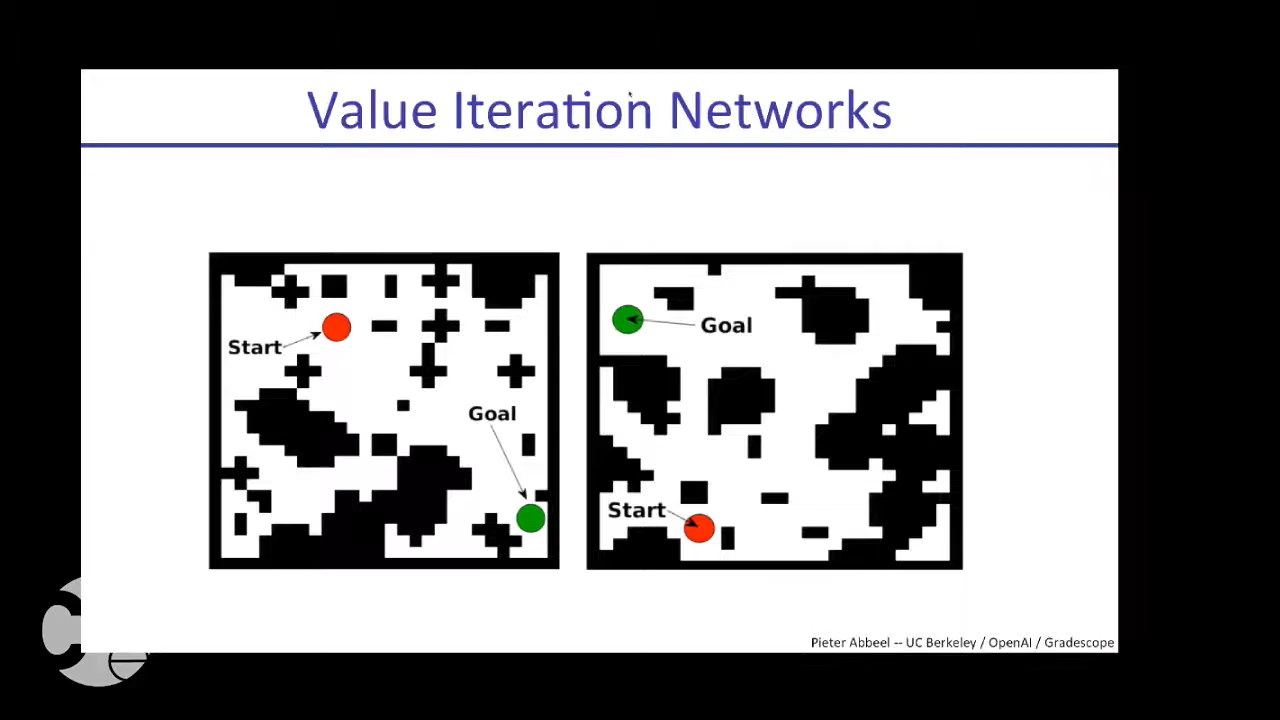 Value Iteration Networks
Start
Goal
Goal
Start
Pieter Abbeel -- UC Berkeley / OpenAI / Gradescope